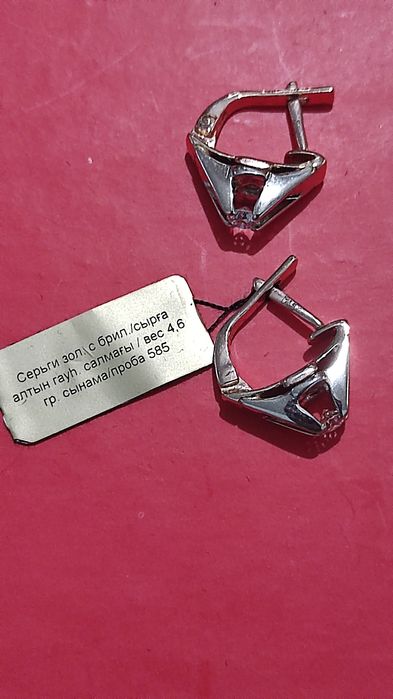 Серьги зол. с брил./сырға
алтын гауһ. салмағы / вес 4.6
гр. сынама/проба 585